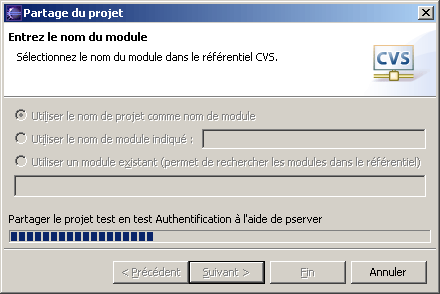 Partage du projet
Entrez le nom du module
Sélectionnez le nom du module dans le référentiel CVS.
CVS
Utiliser le nom de projet comme nom de module
Utiliser le nom de module indiqué :
Utiliser un module existant (permet de rechercher les modules dans le référentiel)
Partager le projet test en test Authentification à l'aide de pserver
< Précédent
Suivant >
Fin
Annuler